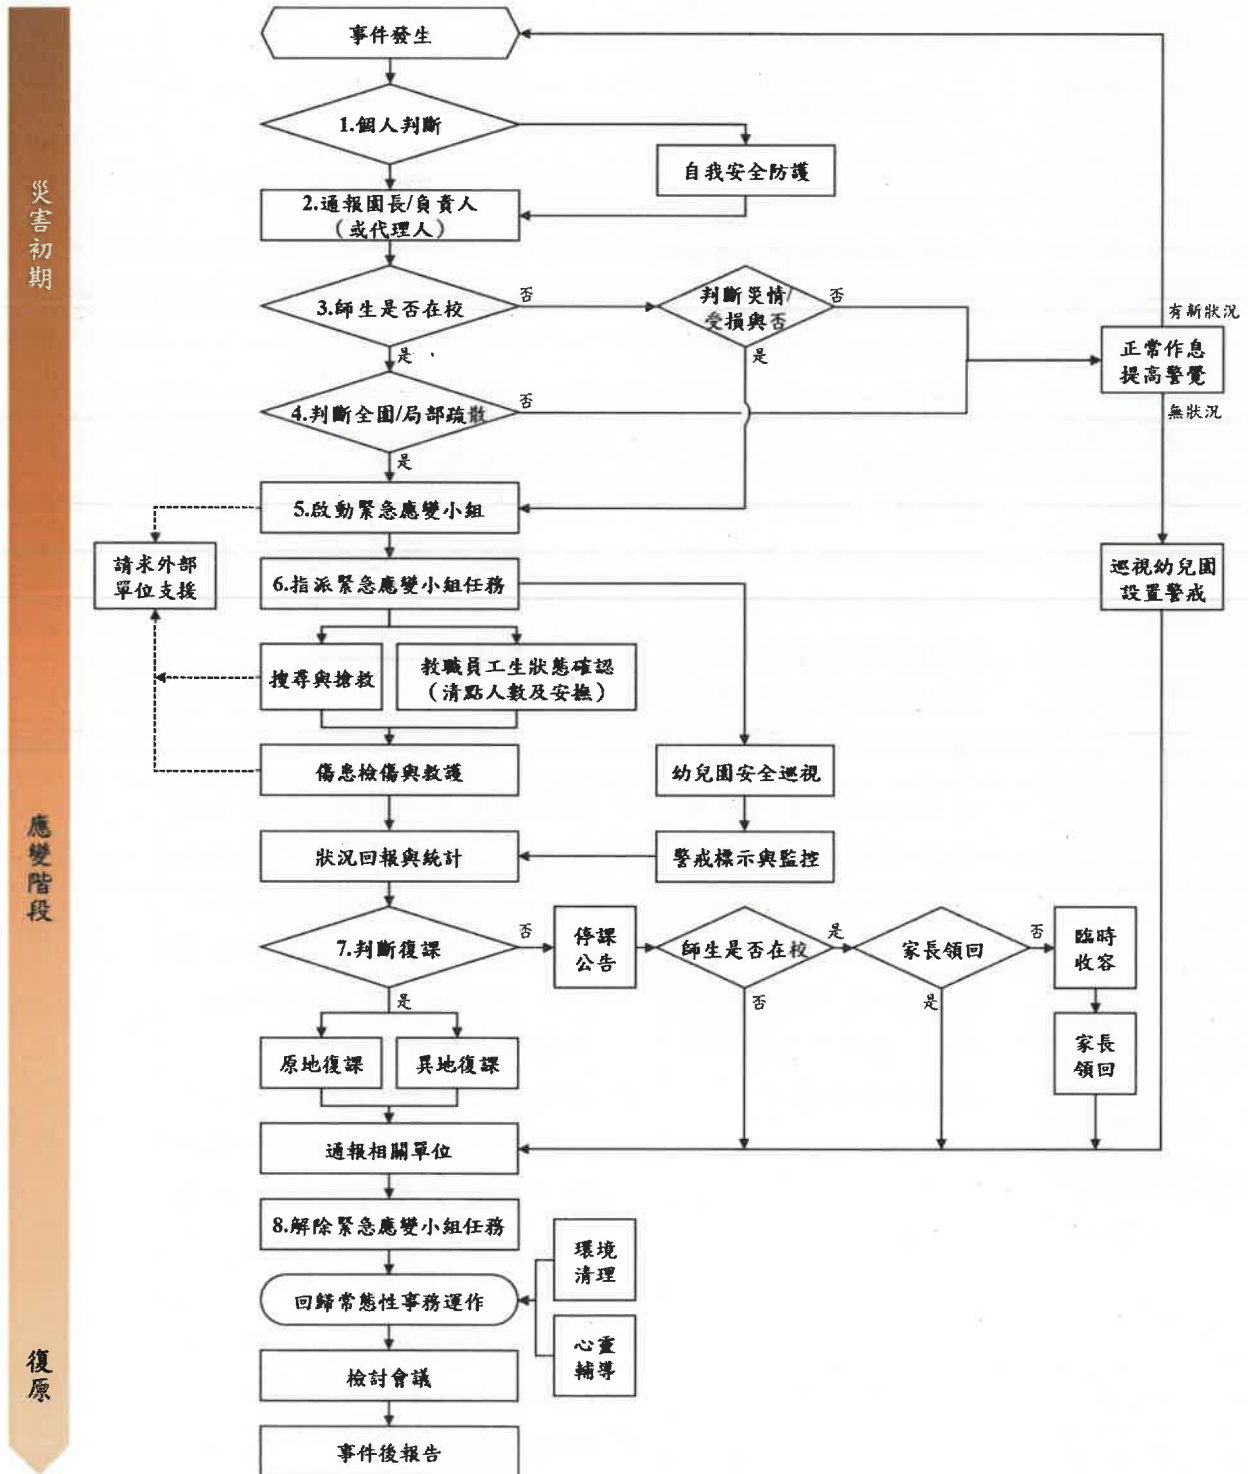 災害初期
應變階段
復原
事件發生
1.個人判斷
自我安全防護
2.通報園長/負責人
（或代理人）
3.師生是否在校
否
是
判斷災情/
受損與否
否
是
有新狀況
正常作息
提高警覺
無狀況
4.判斷全園/局部疏散
否
是
5.啟動緊急應變小組
請求外部
單位支援
6.指派緊急應變小組任務
巡視幼兒園
設置警戒
搜尋與搶救
教職員工生狀態確認
（清點人數及安撫）
傷患檢傷與救護
幼兒園安全巡視
狀況回報與統計
警戒標示與監控
7.判斷復課
否
是
停課
公告
師生是否在校
是
否
家長領回
否
是
臨時
收容
家長
領回
原地復課
異地復課
通報相關單位
8.解除緊急應變小組任務
環境
清理
回歸常態性事務運作
心靈
輔導
檢討會議
事件後報告